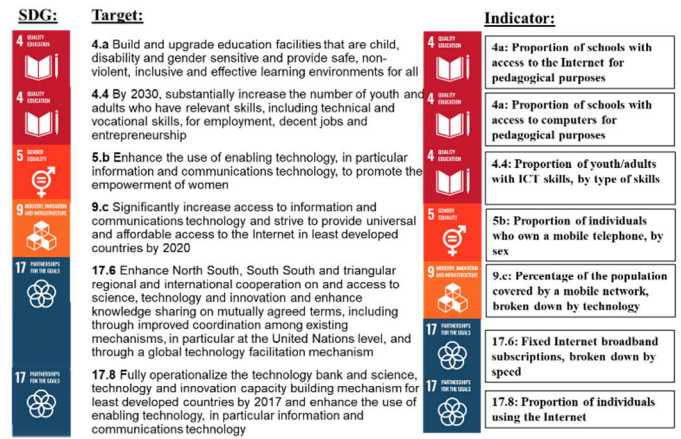 SDG:
Target:
Indicator:
4 QUALITY
EDUCATION
4.a Build and upgrade education facilities that are child,
disability and gender sensitive and provide safe, non-
violent, inclusive and effective learning environments for all
4 QUALITY
EDUCATION
4.4 By 2030, substantially increase the number of youth and
adults who have relevant skills, including technical and
vocational skills, for employment, decent jobs and
entrepreneurship
5 GENDER
EQUALITY
5.b Enhance the use of enabling technology, in particular
information and communications technology, to promote the
empowerment of women
9 INDUSTRY, INNOVATION
AND INFRASTRUCTURE
9.c Significantly increase access to information and
communications technology and strive to provide universal
and affordable access to the Internet in least developed
countries by 2020
17 PARTNERSHIPS
FOR THE GOALS
17.6 Enhance North South, South South and triangular
regional and international cooperation on and access to
science, technology and innovation and enhance
knowledge sharing on mutually agreed terms, including
through improved coordination among existing
mechanisms, in particular at the United Nations level, and
through a global technology facilitation mechanism
17 PARTNERSHIPS
FOR THE GOALS
17.8 Fully operationalize the technology bank and science,
technology and innovation capacity building mechanism for
least developed countries by 2017 and enhance the use of
enabling technology, in particular information and
communications technology
4 QUALITY
EDUCATION
4a: Proportion of schools with
access to the Internet for
pedagogical purposes
4 QUALITY
EDUCATION
4a: Proportion of schools with
access to computers for
pedagogical purposes
4 QUALITY
EDUCATION
4.4: Proportion of youth/adults
with ICT skills, by type of skills
5 GENDER
EQUALITY
5b: Proportion of individuals
who own a mobile telephone, by
sex
9 INDUSTRY, INNOVATION
AND INFRASTRUCTURE
9.c: Percentage of the population
covered by a mobile network,
broken down by technology
17 PARTNERSHIPS
FOR THE GOALS
17.6: Fixed Internet broadband
subscriptions, broken down by
speed
17 PARTNERSHIPS
FOR THE GOALS
17.8: Proportion of individuals
using the Internet